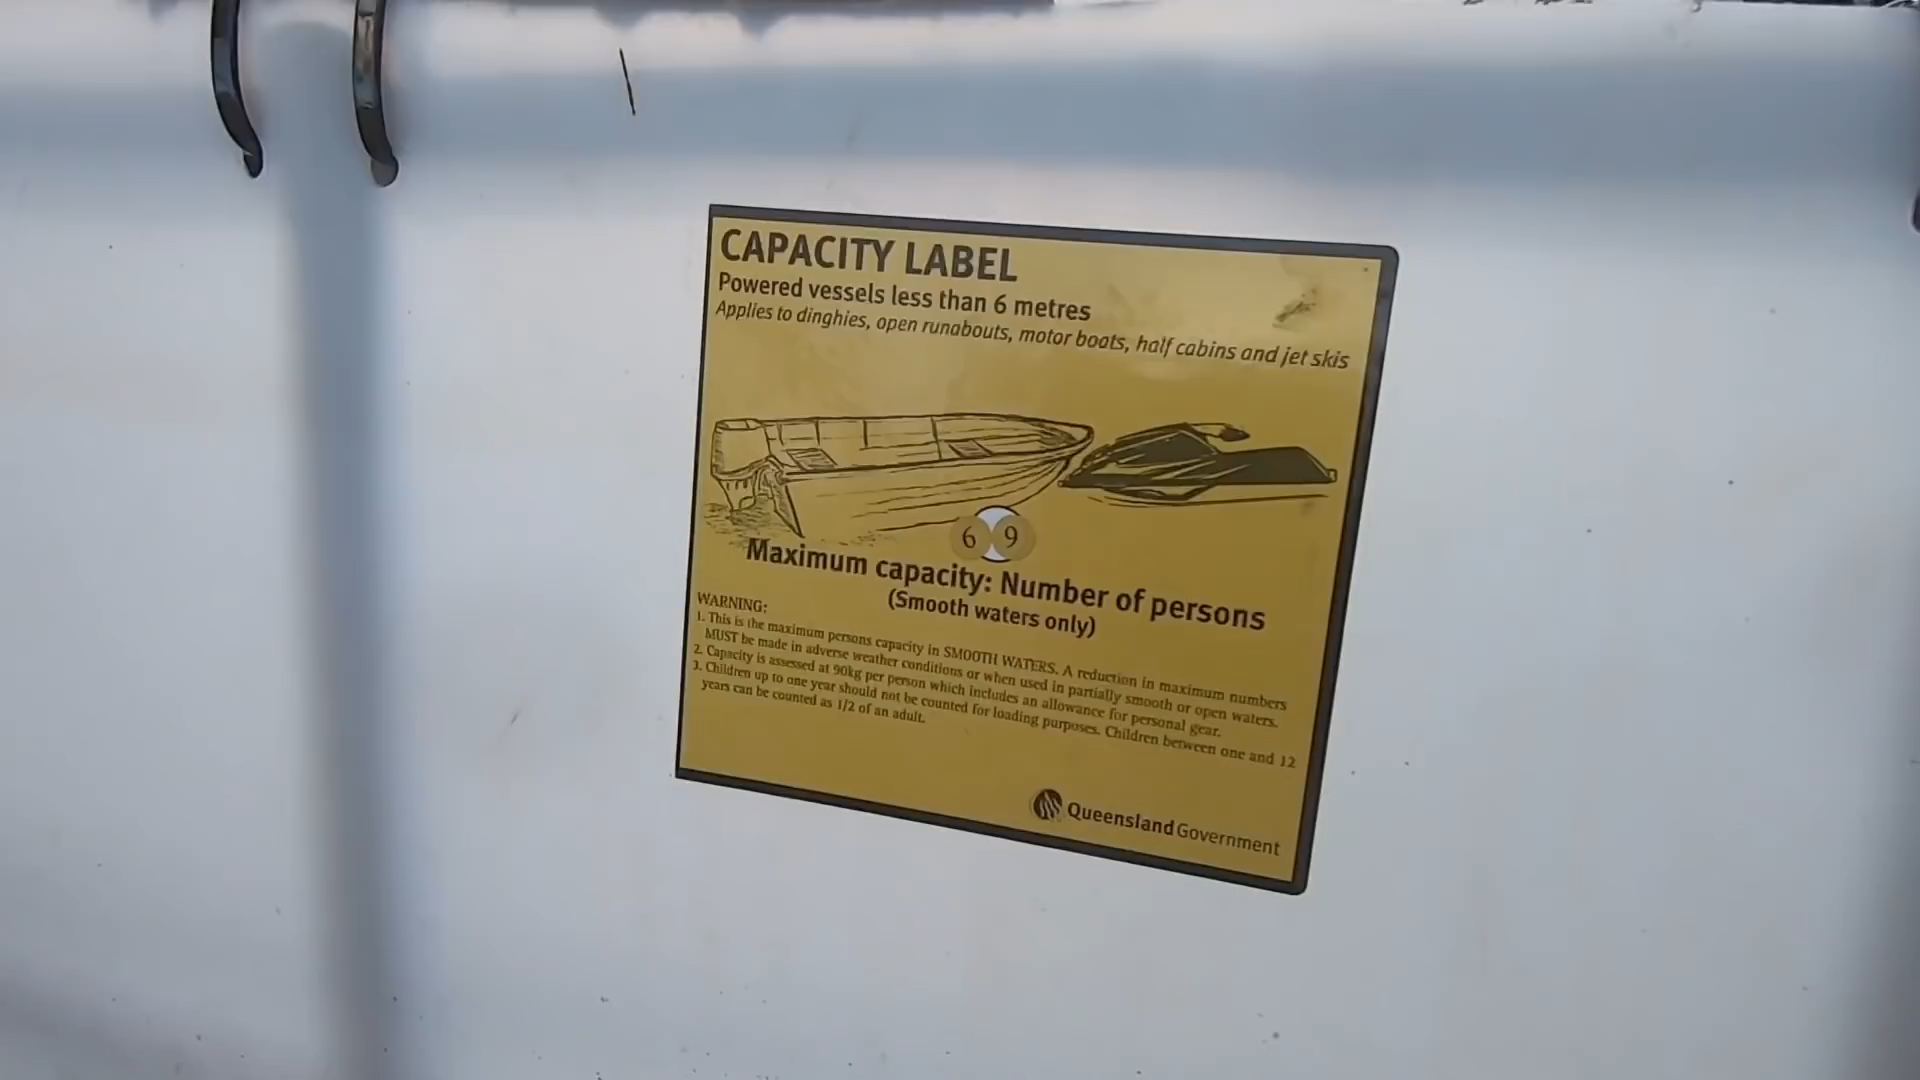 CAPACITY LABEL
Powered vessels less than 6 metres
Applies to dinghies, open runabouts, motor boats, half cabins and jet skis
6 9
Maximum capacity: Number of persons
(Smooth waters only)
WARNING:
1. This is the maximum persons capacity in SMOOTH WATERS. A reduction in maximum numbers
MUST be made in adverse weather conditions or when used in partially smooth or open waters.
2. Capacity is assessed at 90kg per person which includes an allowance for personal gear.
3. Children up to one year should not be counted for loading purposes. Children between one and 12
years can be counted as 1/2 of an adult.
Queensland Government